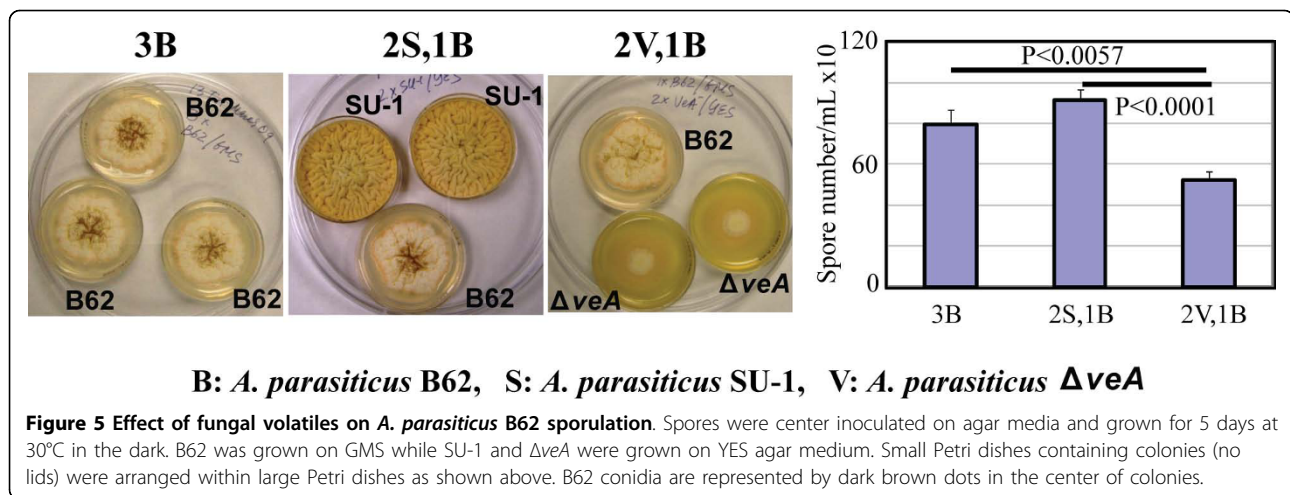 3B
2S,1B
2V,1B
B62
B62
B62
SU-1
SU-1
B62
B62
ΔveA
ΔveA
Spore number/mL x10
120
60
0
P<0.0057
P<0.0001
3B
2S,1B
2V,1B
B: A. parasiticus B62, S: A. parasiticus SU-1, V: A. parasiticus ΔveA
Figure 5 Effect of fungal volatiles on A. parasiticus B62 sporulation. Spores were center inoculated on agar media and grown for 5 days at
30°C in the dark. B62 was grown on GMS while SU-1 and ΔveA were grown on YES agar medium. Small Petri dishes containing colonies (no
lids) were arranged within large Petri dishes as shown above. B62 conidia are represented by dark brown dots in the center of colonies.